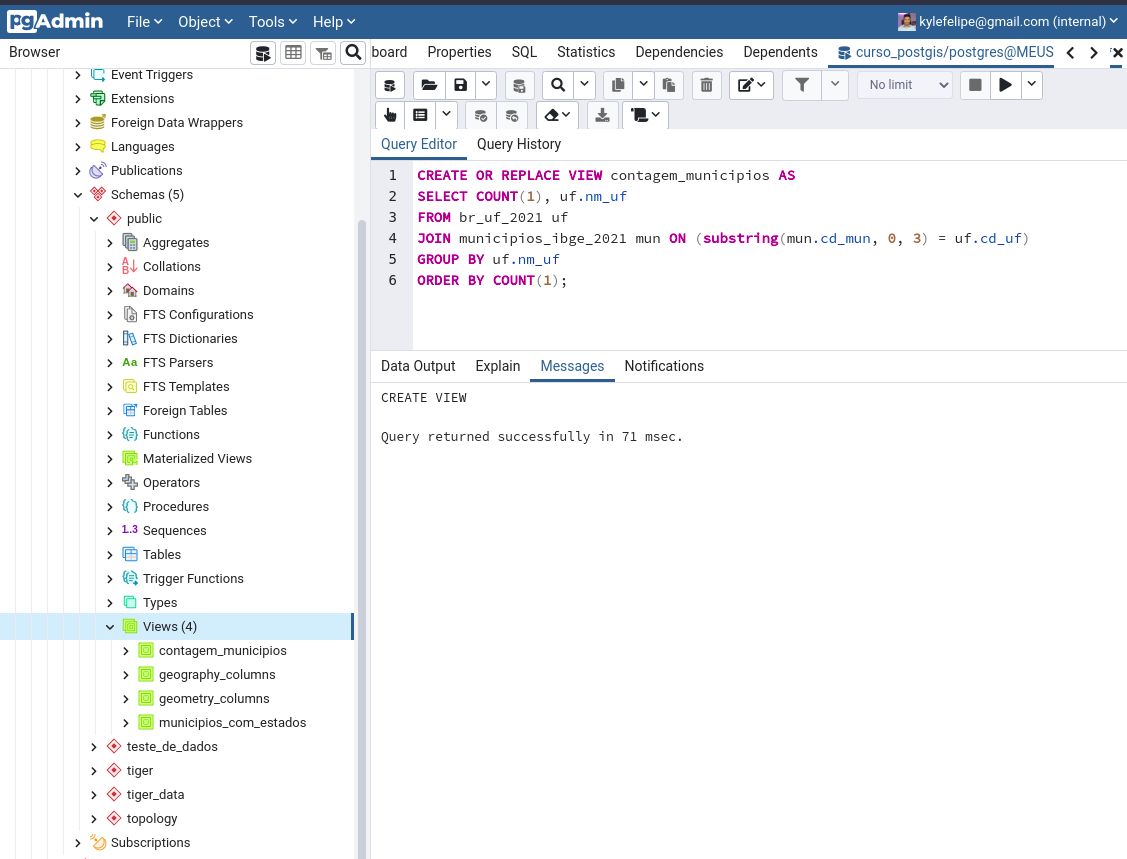 pgAdmin File Object Tools Help kylefelipe@gmail.com (internal)
Browser
board Properties SQL Statistics Dependencies Dependents curso_postgis/postgres@MEUS
Event Triggers
Extensions
Foreign Data Wrappers
Languages
Publications
Schemas (5)
public
Aggregates
Collations
Domains
FTS Configurations
FTS Dictionaries
Aa FTS Parsers
FTS Templates
Foreign Tables
Functions
Materialized Views
Operators
Procedures
1..3 Sequences
Tables
Trigger Functions
Types
Views (4)
contagem_municipios
geography_columns
geometry_columns
municipios_com_estados
teste_de_dados
tiger
tiger_data
topology
Subscriptions
No limit
Query Editor Query History
1 CREATE OR REPLACE VIEW contagem_municipios AS
2 SELECT COUNT(1), uf.nm_uf
3 FROM br_uf_2021 uf
4 JOIN municipios_ibge_2021 mun ON (substring(mun.cd_mun, 0, 3) = uf.cd_uf)
5 GROUP BY uf.nm_uf
6 ORDER BY COUNT(1);
Data Output Explain Messages Notifications
CREATE VIEW
Query returned successfully in 71 msec.